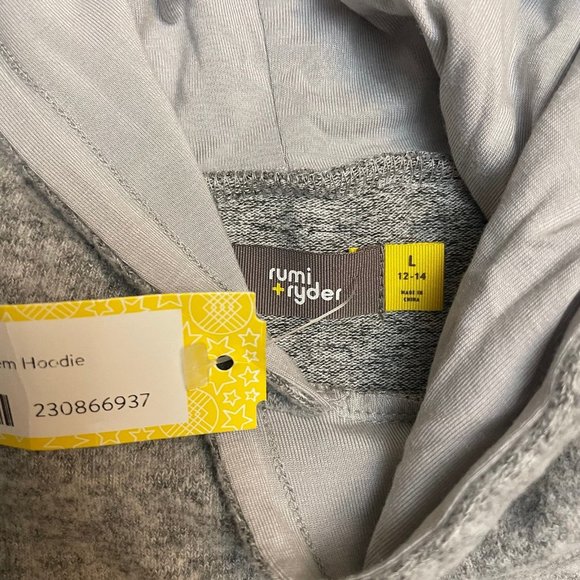 rumi
+ryder
L
12-14
MADE IN
CHINA
em Hoodie
230866937